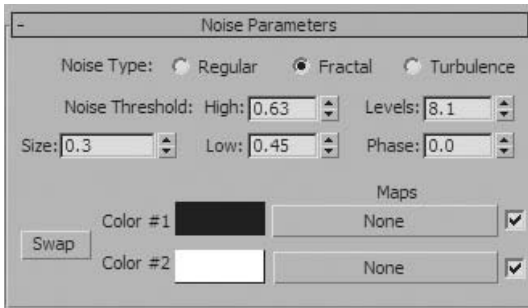 - Noise Parameters
Noise Type: Regular Fractal Turbulence
Noise Threshold: High: 0.63 Levels: 8.1
Size: 0.3 Low: 0.45 Phase: 0.0
Maps
Color #1 None
Swap
Color #2 None